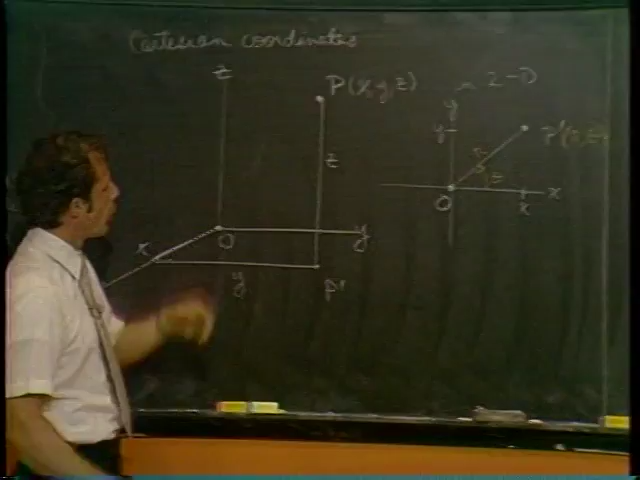 Cartesian coordinates
z
P(x,y,z)
z
x
O
y
y
P'
in 2-D
y
y
O
x
x